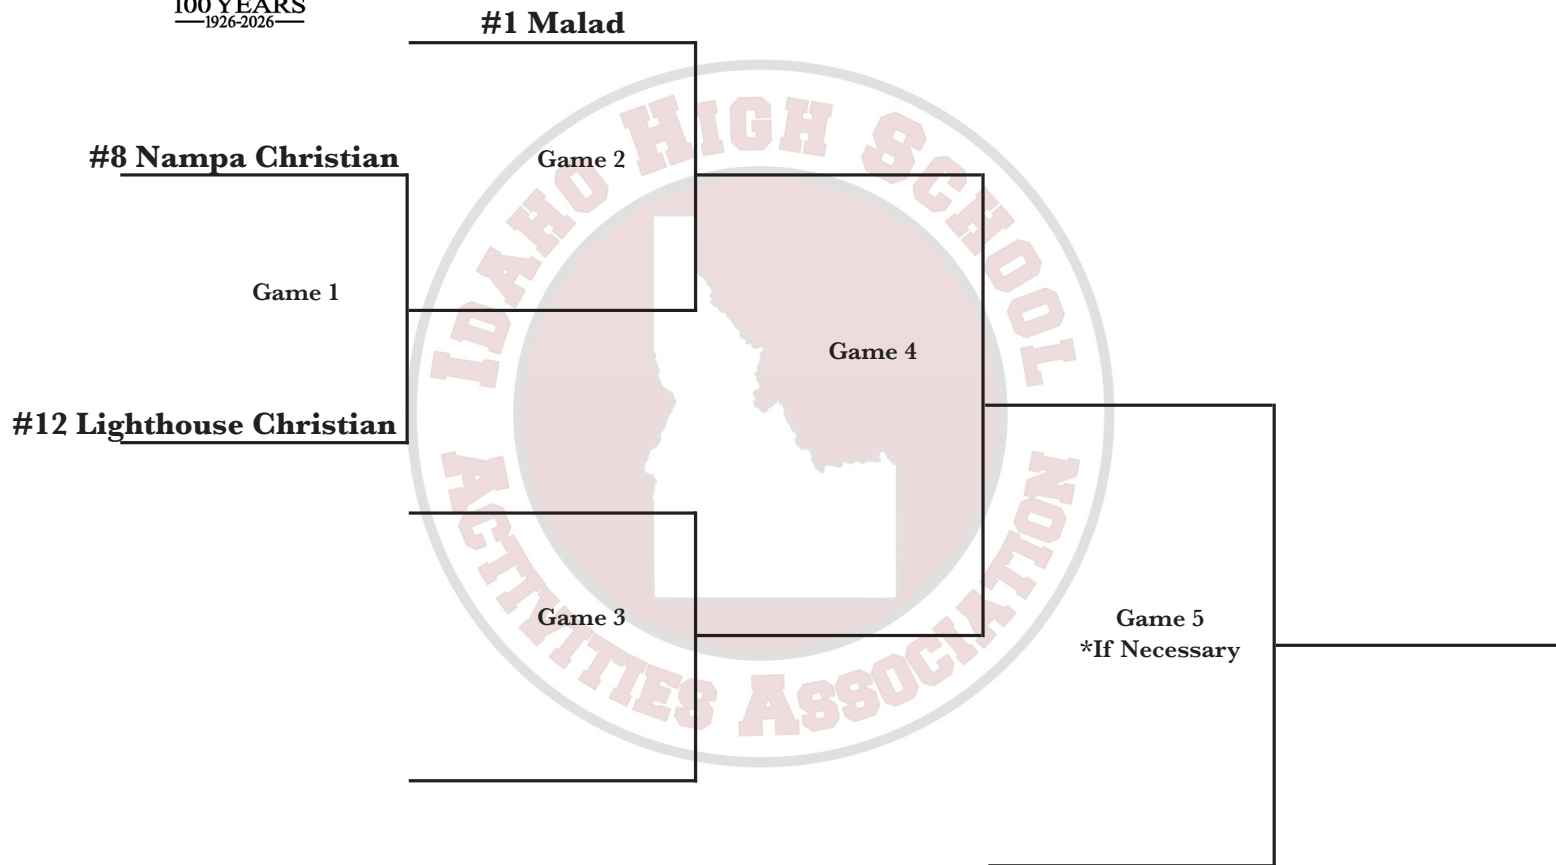 100 YEARS
1926-2026
#1 Malad
#8 Nampa Christian
Game 2
Game 1
Game 4
#12 Lighthouse Christian
Game 3
Game 5
*If Necessary
IDAHO HIGH SCHOOL
ACTIVITIES ASSOCIATION